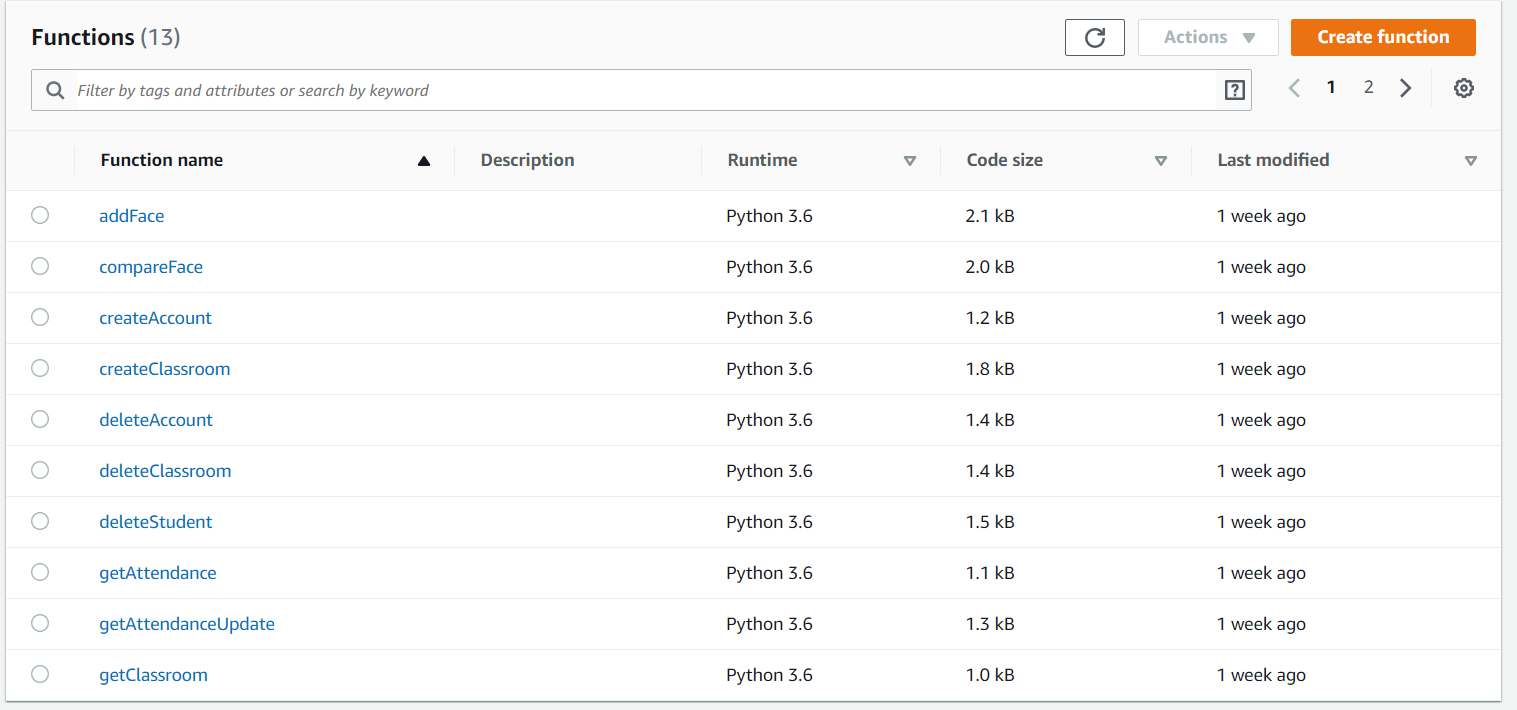 Functions (13) Actions Create function
Filter by tags and attributes or search by keyword ? 1 2
Function name Description Runtime Code size Last modified
addFace Python 3.6 2.1 kB 1 week ago
compareFace Python 3.6 2.0 kB 1 week ago
createAccount Python 3.6 1.2 kB 1 week ago
createClassroom Python 3.6 1.8 kB 1 week ago
deleteAccount Python 3.6 1.4 kB 1 week ago
deleteClassroom Python 3.6 1.4 kB 1 week ago
deleteStudent Python 3.6 1.5 kB 1 week ago
getAttendance Python 3.6 1.1 kB 1 week ago
getAttendanceUpdate Python 3.6 1.3 kB 1 week ago
getClassroom Python 3.6 1.0 kB 1 week ago